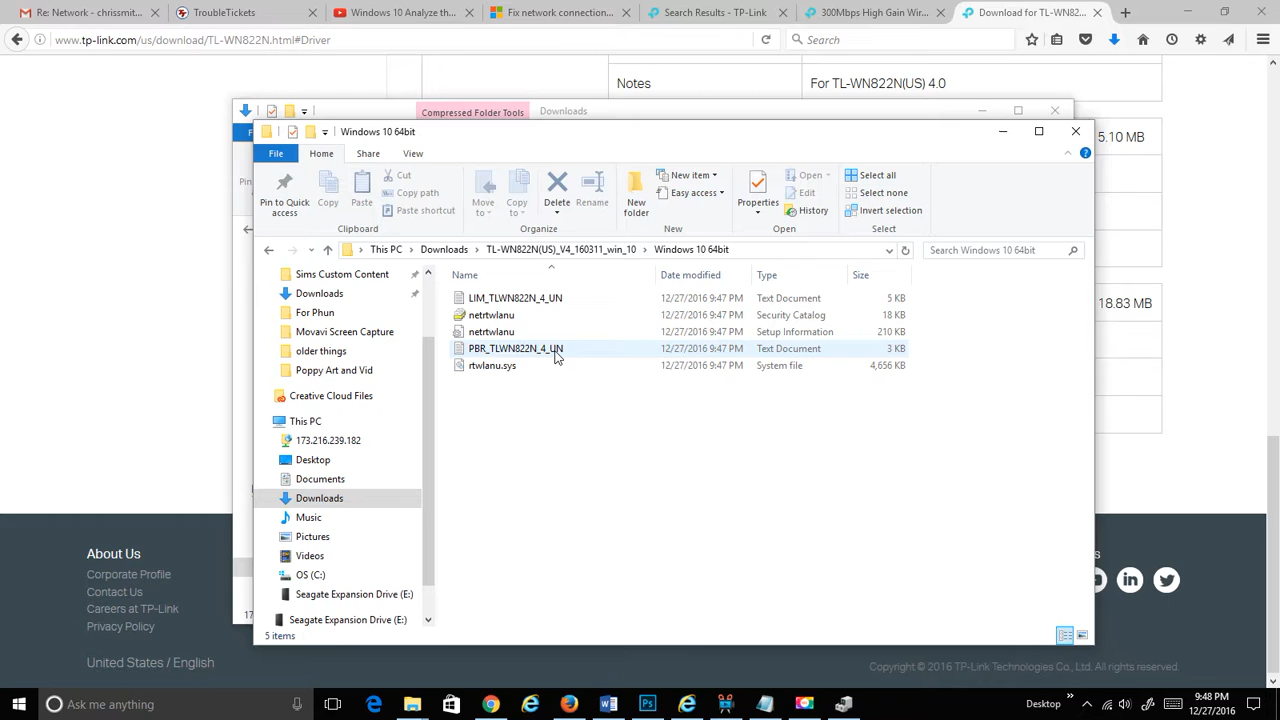 Re: Network - chrissmit...
TroubleTickets
Windows 10 Analyze th...
Fix network connection...
Search Results - TP-Link
300Mbps High Gain Wir...
Download for TL-WN82...
www.tp-link.com/us/download/TL-WN822N.html#Driver
Search
Notes
For TL-WN822N(US) 4.0
5.10 MB
18.83 MB
Compressed Folder Tools
Downloads
Windows 10 64bit
File
Home
Share
View
Pin to Quick access
Copy
Paste
Cut
Copy path
Paste shortcut
Clipboard
Move to
Copy to
Delete
Rename
Organize
New folder
New item
Easy access
New
Properties
Open
Edit
History
Open
Select all
Select none
Invert selection
Select
This PC > Downloads > TL-WN822N(US)_V4_160311_win_10 > Windows 10 64bit
Search Windows 10 64bit
Name Date modified Type Size
LIM_TLWN822N_4_UN 12/27/2016 9:47 PM Text Document 5 KB
netrtwlanu 12/27/2016 9:47 PM Security Catalog 18 KB
netrtwlanu 12/27/2016 9:47 PM Setup Information 210 KB
PBR_TLWN822N_4_UN 12/27/2016 9:47 PM Text Document 3 KB
rtwlanu.sys 12/27/2016 9:47 PM System file 4,656 KB
Sims Custom Content
Downloads
For Phun
Movavi Screen Capture
older things
Poppy Art and Vid
Creative Cloud Files
This PC
173.216.239.182
Desktop
Documents
Downloads
Music
Pictures
Videos
OS (C:)
Seagate Expansion Drive (E:)
Seagate Expansion Drive (E:)
5 items
About Us
Corporate Profile
Contact Us
Careers at TP-Link
Privacy Policy
United States / English
Copyright © 2016 TP-Link Technologies Co., Ltd. All rights reserved.
Ask me anything
Desktop
9:48 PM
12/27/2016